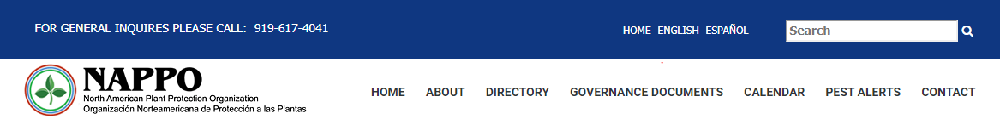 FOR GENERAL INQUIRES PLEASE CALL: 919-617-4041
HOME ENGLISH ESPAÑOL
Search
NAPPO
North American Plant Protection Organization
Organización Norteamericana de Protección a las Plantas
HOME ABOUT DIRECTORY GOVERNANCE DOCUMENTS CALENDAR PEST ALERTS CONTACT